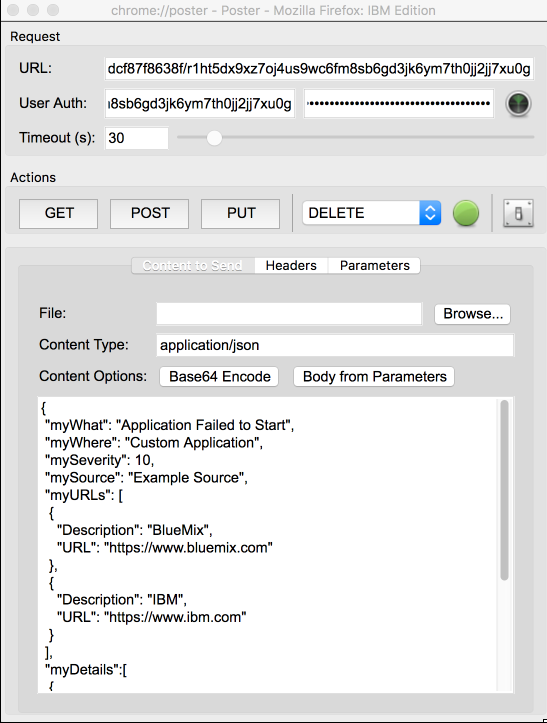 chrome://poster - Poster - Mozilla Firefox: IBM Edition
Request
URL: dcf87f8638f/r1ht5dx9xz7oj4us9wc6fm8sb6gd3jk6ym7th0jj2jj7xu0g
User Auth: 8sb6gd3jk6ym7th0jj2jj7xu0g ••••••••••••••••••••••••••••••••••••
Timeout (s): 30
Actions
GET POST PUT DELETE
Content to Send Headers Parameters
File: Browse...
Content Type: application/json
Content Options: Base64 Encode Body from Parameters
{
"myWhat": "Application Failed to Start",
"myWhere": "Custom Application",
"mySeverity": 10,
"mySource": "Example Source",
"myURLs": [
{
"Description": "BlueMix",
"URL": "https://www.bluemix.com"
},
{
"Description": "IBM",
"URL": "https://www.ibm.com"
}
],
"myDetails":[
{